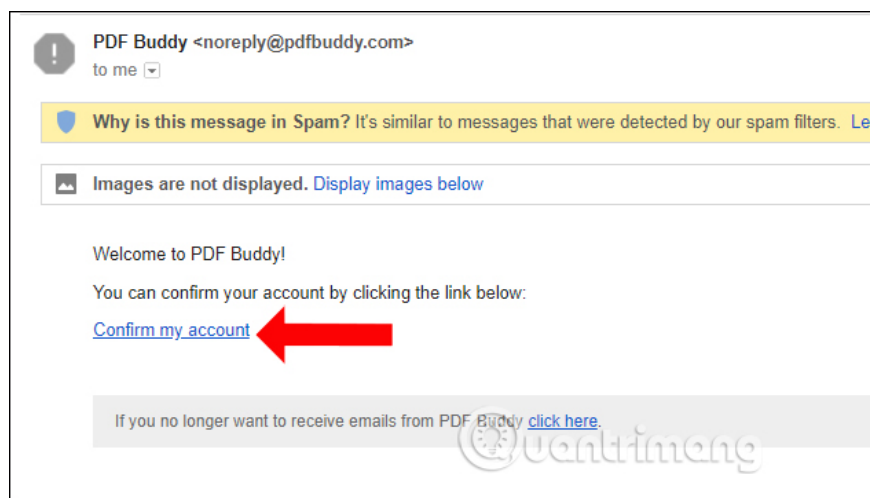 PDF Buddy <noreply@pdfbuddy.com>
to me
Why is this message in Spam? It's similar to messages that were detected by our spam filters. Le
Images are not displayed. Display images below
Welcome to PDF Buddy!
You can confirm your account by clicking the link below:
Confirm my account
If you no longer want to receive emails from PDF Buddy click here.
Quantrimang